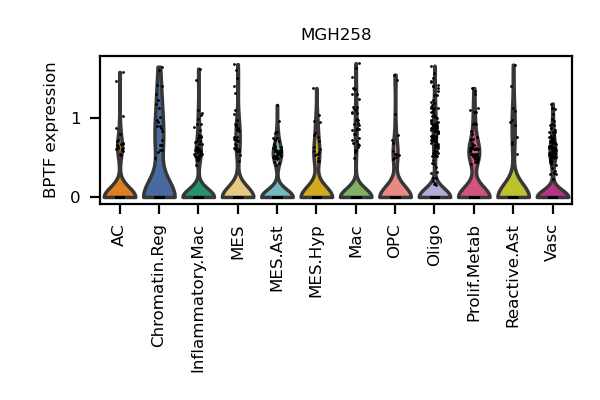 MGH258
BPTF expression
1
0
AC
Chromatin.Reg
Inflammatory.Mac
MES
MES.Ast
MES.Hyp
Mac
OPC
Oligo
Prolif.Metab
Reactive.Ast
Vasc